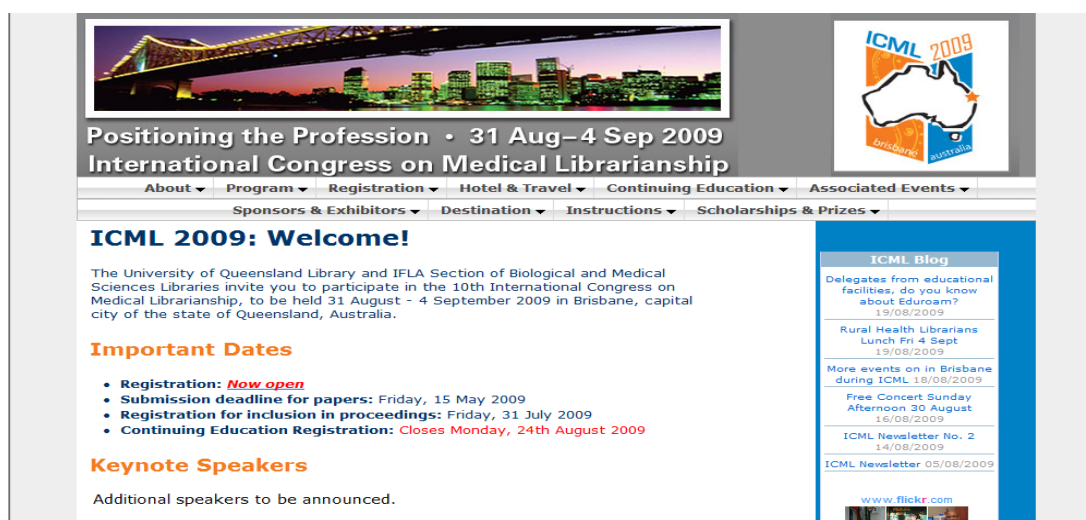 ICML 2009
brisbane australia
Positioning the Profession • 31 Aug–4 Sep 2009
International Congress on Medical Librarianship
About Program Registration Hotel & Travel Continuing Education Associated Events
Sponsors & Exhibitors Destination Instructions Scholarships & Prizes
ICML 2009: Welcome!
The University of Queensland Library and IFLA Section of Biological and Medical
Sciences Libraries invite you to participate in the 10th International Congress on
Medical Librarianship, to be held 31 August - 4 September 2009 in Brisbane, capital
city of the state of Queensland, Australia.
Important Dates
• Registration: Now open
• Submission deadline for papers: Friday, 15 May 2009
• Registration for inclusion in proceedings: Friday, 31 July 2009
• Continuing Education Registration: Closes Monday, 24th August 2009
Keynote Speakers
Additional speakers to be announced.
ICML Blog
Delegates from educational
facilities, do you know
about Eduroam?
19/08/2009
Rural Health Librarians
Lunch Fri 4 Sept
19/08/2009
More events on in Brisbane
during ICML 18/08/2009
Free Concert Sunday
Afternoon 30 August
16/08/2009
ICML Newsletter No. 2
14/08/2009
ICML Newsletter 05/08/2009
www.flickr.com